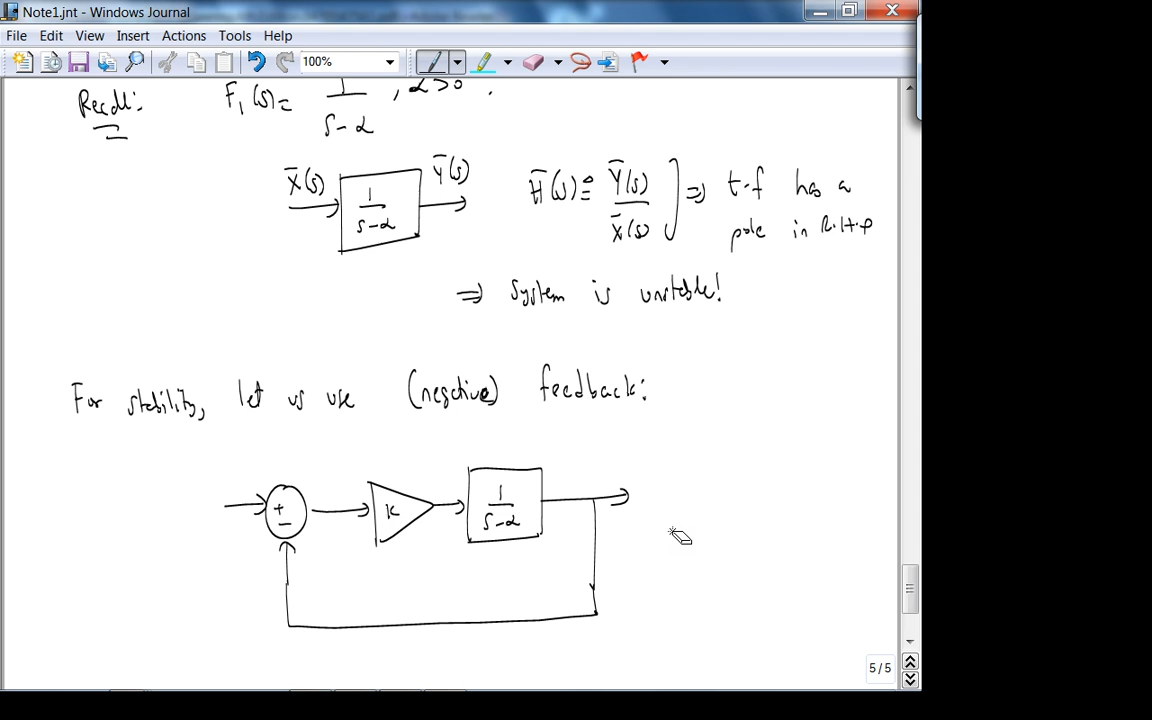 Note1.jnt - Windows Journal
File Edit View Insert Actions Tools Help
100%
Recall: F₁(s)= 1/(s-α) , α>0 .
X̄(s) 1/(s-α) Ȳ(s) H̄(s)≜ Ȳ(s)/X̄(s) ] ⇒ t.f has a
pole in R.H.P
⇒ System is unstable!
For stability, let us use (negative) feedback:
+ - K 1/(s-α)
5/5